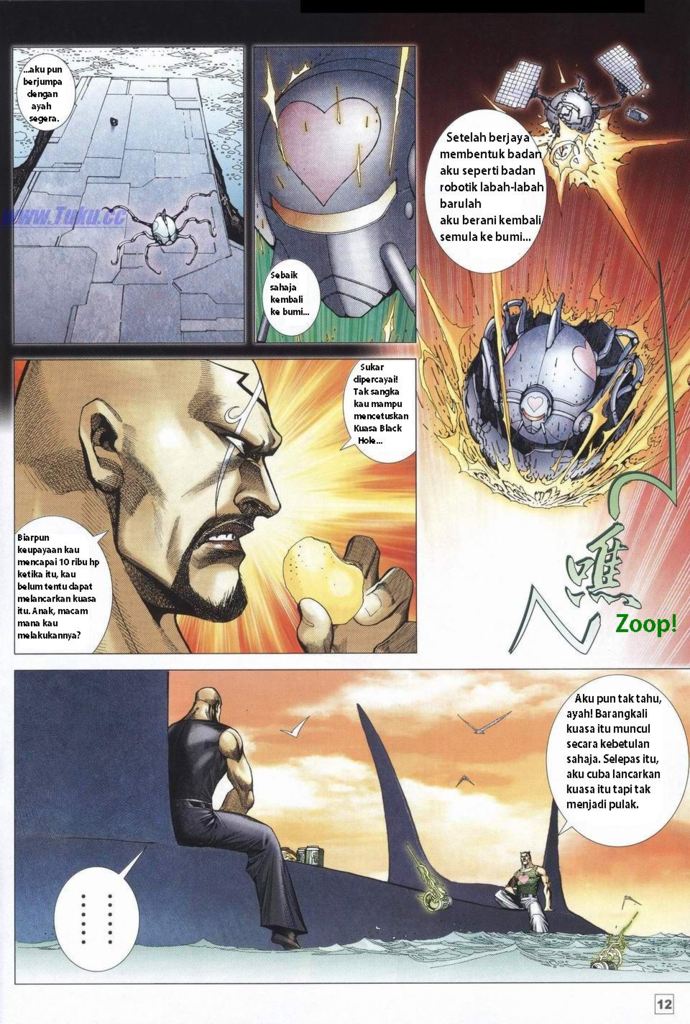 Setelah berjaya
membentuk badan
aku seperti badan
robotik labah-labah
barulah
aku berani kembali
semula ke bumi...
Sebaik
sahaja
kembali
ke bumi...
...aku pun
berjumpa
dengan
ayah
segera.
www.Tuku.cc
Zoop!
Sukar
dipercayai!
Tak sangka
kau mampu
mencetuskan
Kuasa Black
Hole...
Biarpun
keupayaan kau
mencapai 10 ribu hp
ketika itu, kau
belum tentu dapat
melancarkan kuasa
itu. Anak, macam
mana kau
melakukannya?
Aku pun tak tahu,
ayah! Barangkali
kuasa itu muncul
secara kebetulan
sahaja. Selepas itu,
aku cuba lancarkan
kuasa itu tapi tak
menjadi pulak.
12